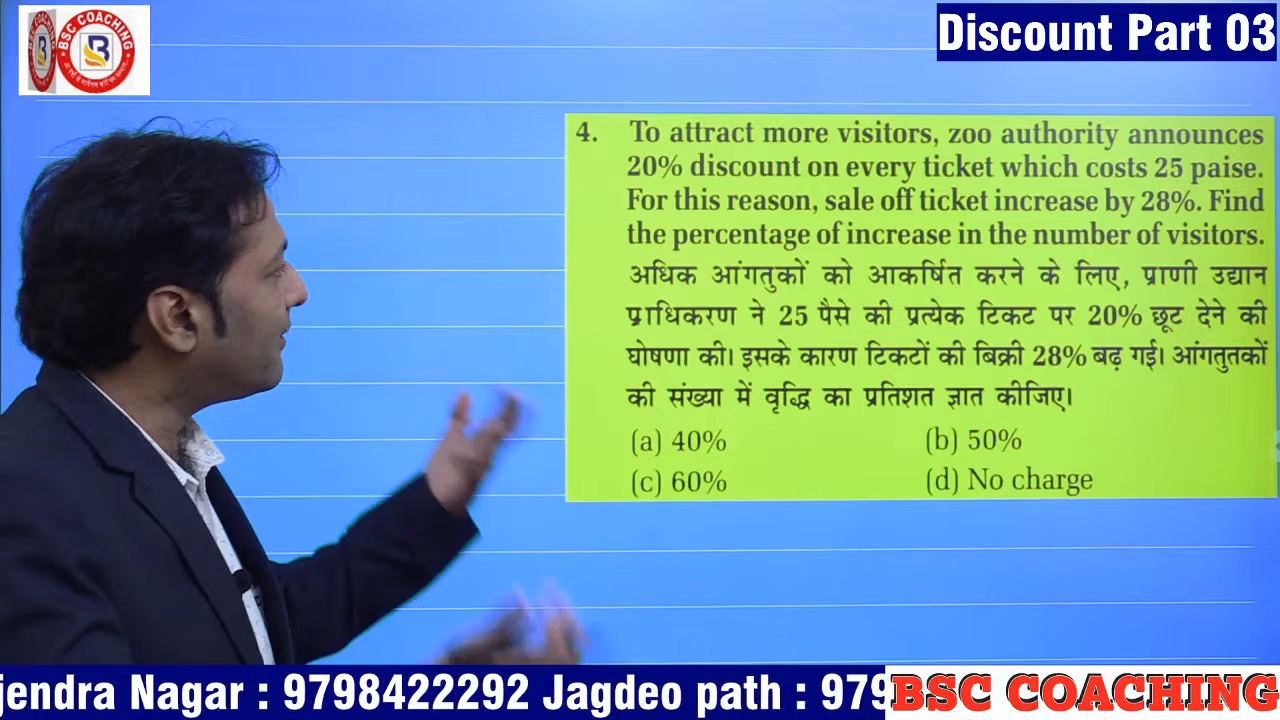 BSC COACHING
Discount Part 03
4. To attract more visitors, zoo authority announces
20% discount on every ticket which costs 25 paise.
For this reason, sale off ticket increase by 28%. Find
the percentage of increase in the number of visitors.
अधिक आंगतुकों को आकर्षित करने के लिए, प्राणी उद्यान
प्राधिकरण ने 25 पैसे की प्रत्येक टिकट पर 20% छूट देने की
घोषणा की। इसके कारण टिकटों की बिक्री 28% बढ़ गई। आंगतुतकों
की संख्या में वृद्धि का प्रतिशत ज्ञात कीजिए।
(a) 40% (b) 50%
(c) 60% (d) No charge
jendra Nagar : 9798422292 Jagdeo path : 979
BSC COACHING